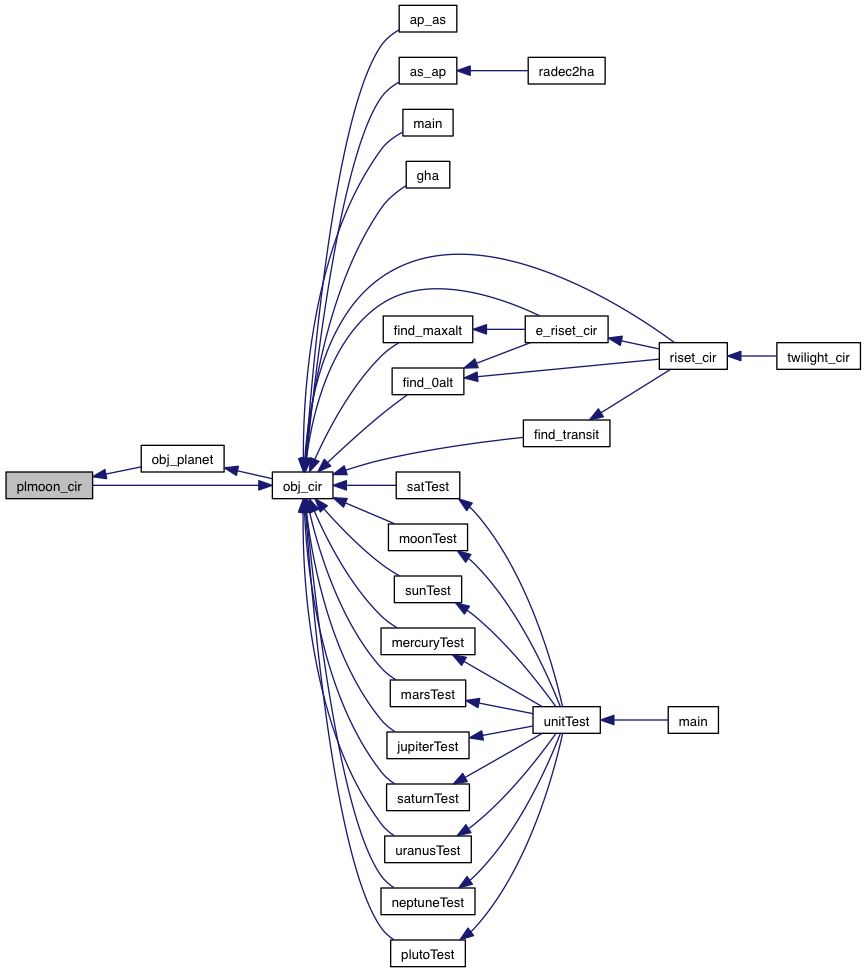 ap_as
as_ap
radec2ha
main
gha
find_maxalt
e_riset_cir
riset_cir
twilight_cir
find_0alt
find_transit
obj_planet
plmoon_cir
obj_cir
satTest
moonTest
sunTest
mercuryTest
marsTest
unitTest
main
jupiterTest
saturnTest
uranusTest
neptuneTest
plutoTest